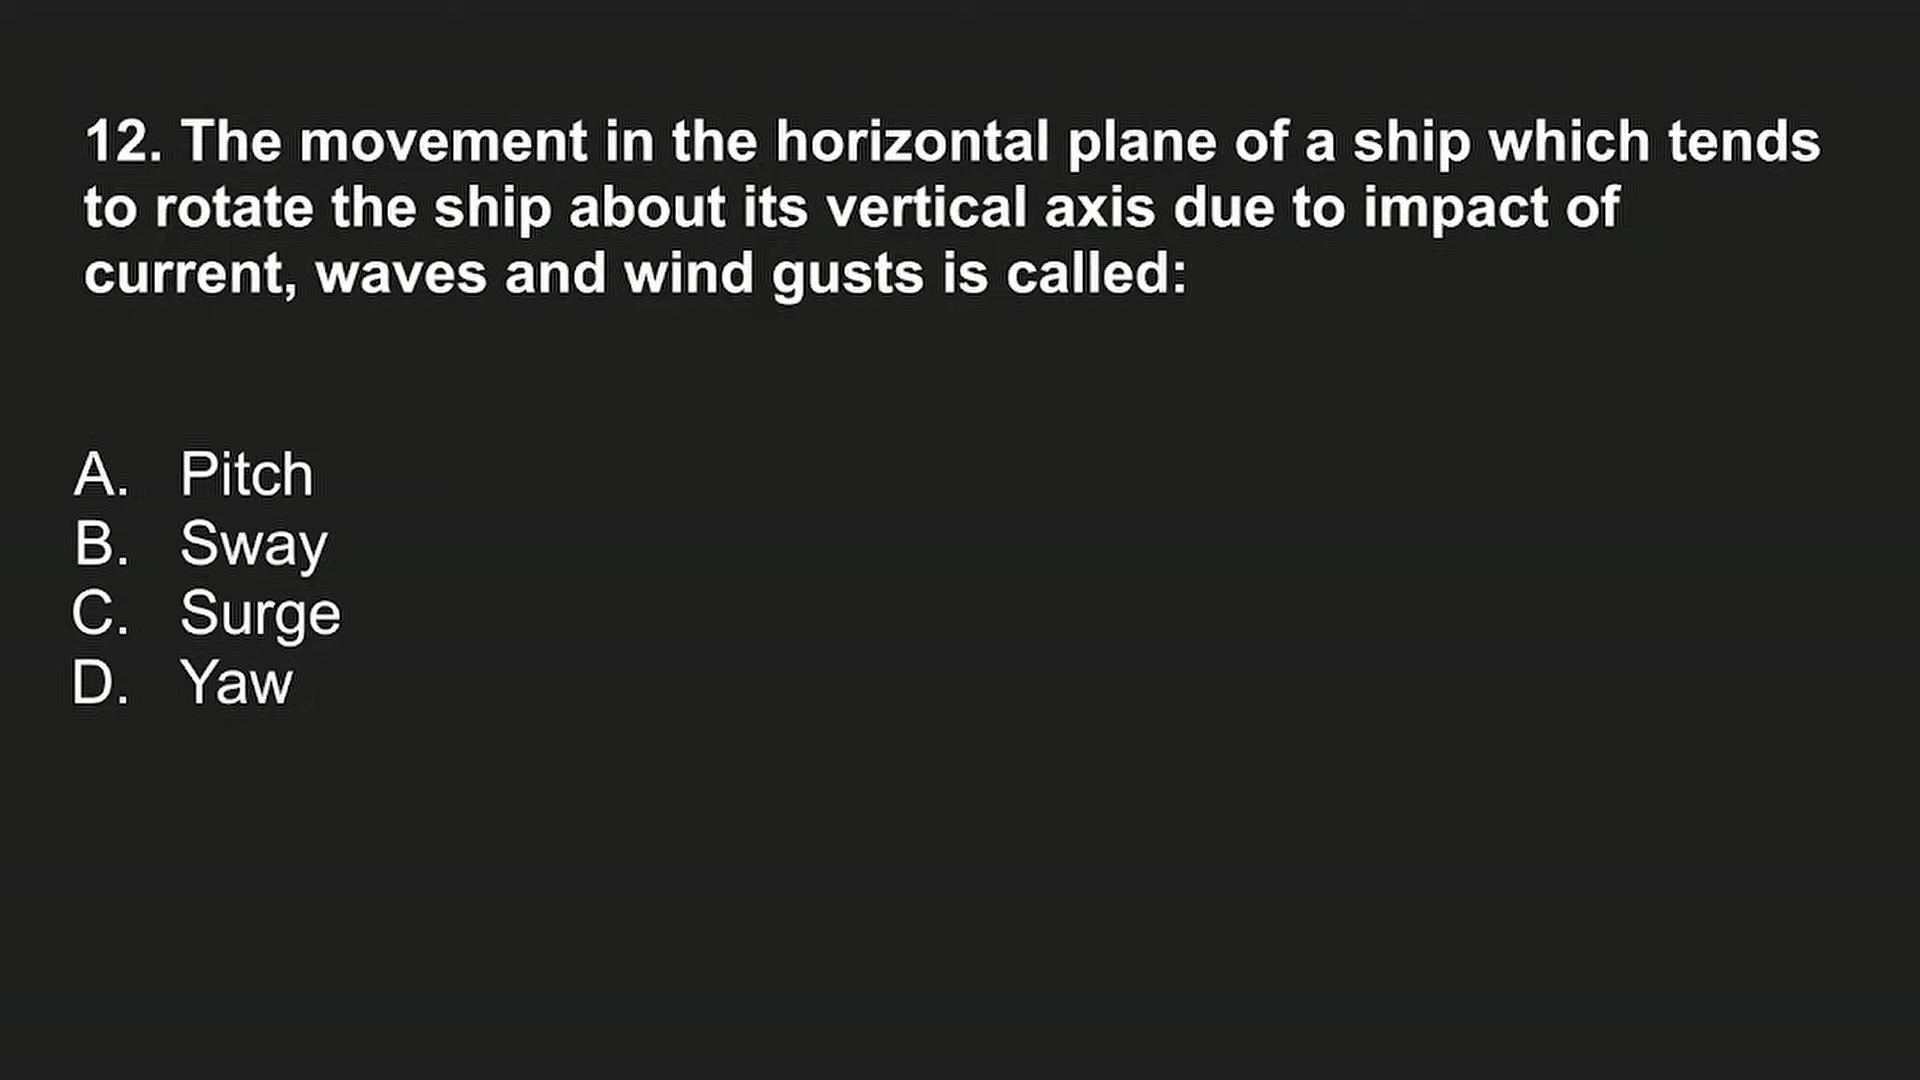 12. The movement in the horizontal plane of a ship which tends
to rotate the ship about its vertical axis due to impact of
current, waves and wind gusts is called:
A. Pitch
B. Sway
C. Surge
D. Yaw